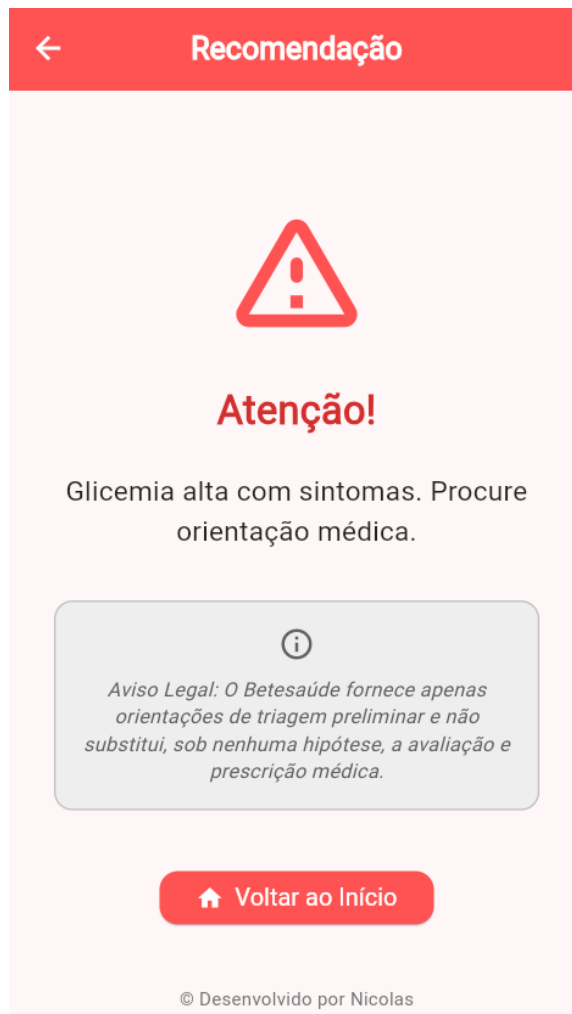 Recomendação
Atenção!
Glicemia alta com sintomas. Procure
orientação médica.
Aviso Legal: O Betesaúde fornece apenas
orientações de triagem preliminar e não
substitui, sob nenhuma hipótese, a avaliação e
prescrição médica.
Voltar ao Início
© Desenvolvido por Nicolas